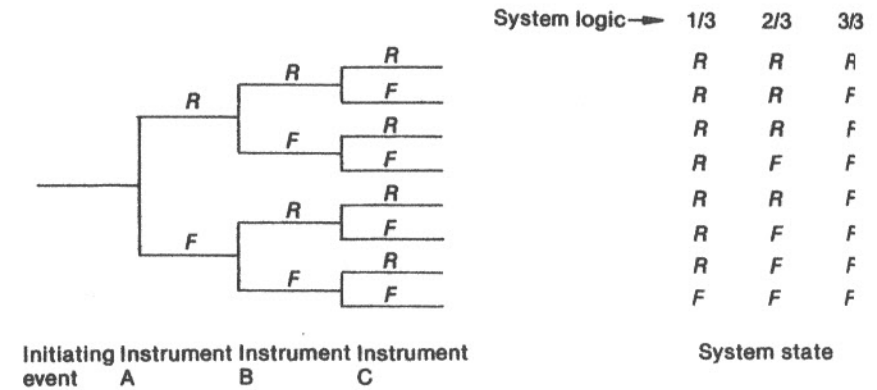 System logic 1/3 2/3 3/3
R R R
R R R F
R R F
R R F
F F R F F
R
R R R F
R F
F R F F
R
R F F
F F F F F
Initiating Instrument Instrument Instrument System state
event A B C